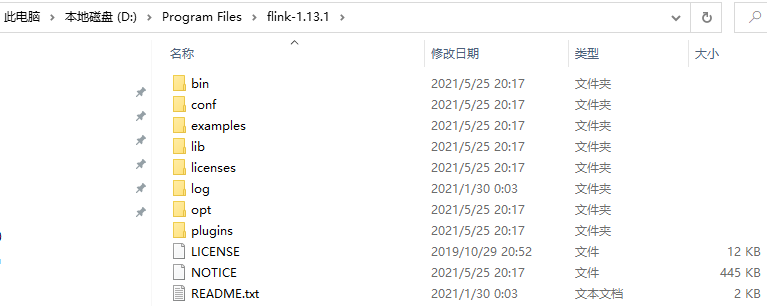 此电脑 > 本地磁盘 (D:) > Program Files > flink-1.13.1 >
名称 修改日期 类型 大小
bin 2021/5/25 20:17 文件夹
conf 2021/5/25 20:17 文件夹
examples 2021/5/25 20:17 文件夹
lib 2021/5/25 20:17 文件夹
licenses 2021/5/25 20:17 文件夹
log 2021/1/30 0:03 文件夹
opt 2021/5/25 20:17 文件夹
plugins 2021/5/25 20:17 文件夹
LICENSE 2019/10/29 20:52 文件 12 KB
NOTICE 2021/5/25 20:17 文件 445 KB
README.txt 2021/1/30 0:03 文本文档 2 KB